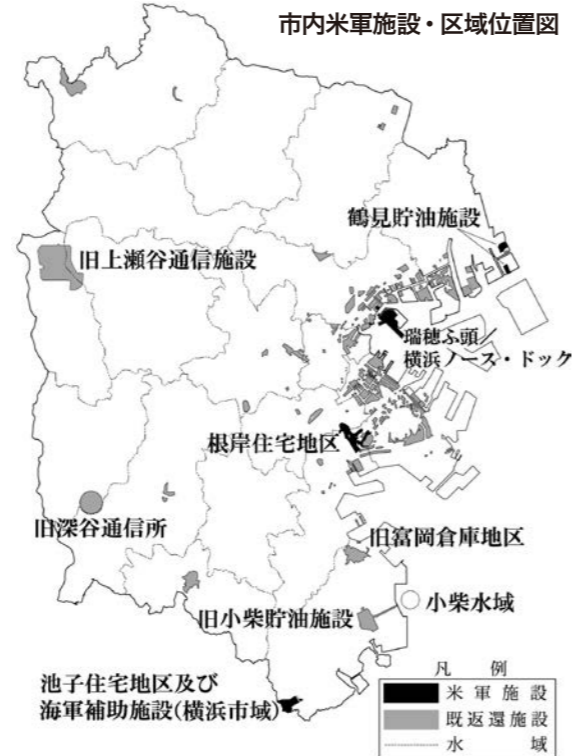 市内米軍施設・区域位置図
鶴見貯油施設
旧上瀬谷通信施設
瑞穂ふ頭/
横浜ノース・ドック
根岸住宅地区
旧深谷通信所
旧富岡倉庫地区
小柴水域
旧小柴貯油施設
池子住宅地区及び
海軍補助施設(横浜市域)
凡例
米軍施設
既返還施設
水域